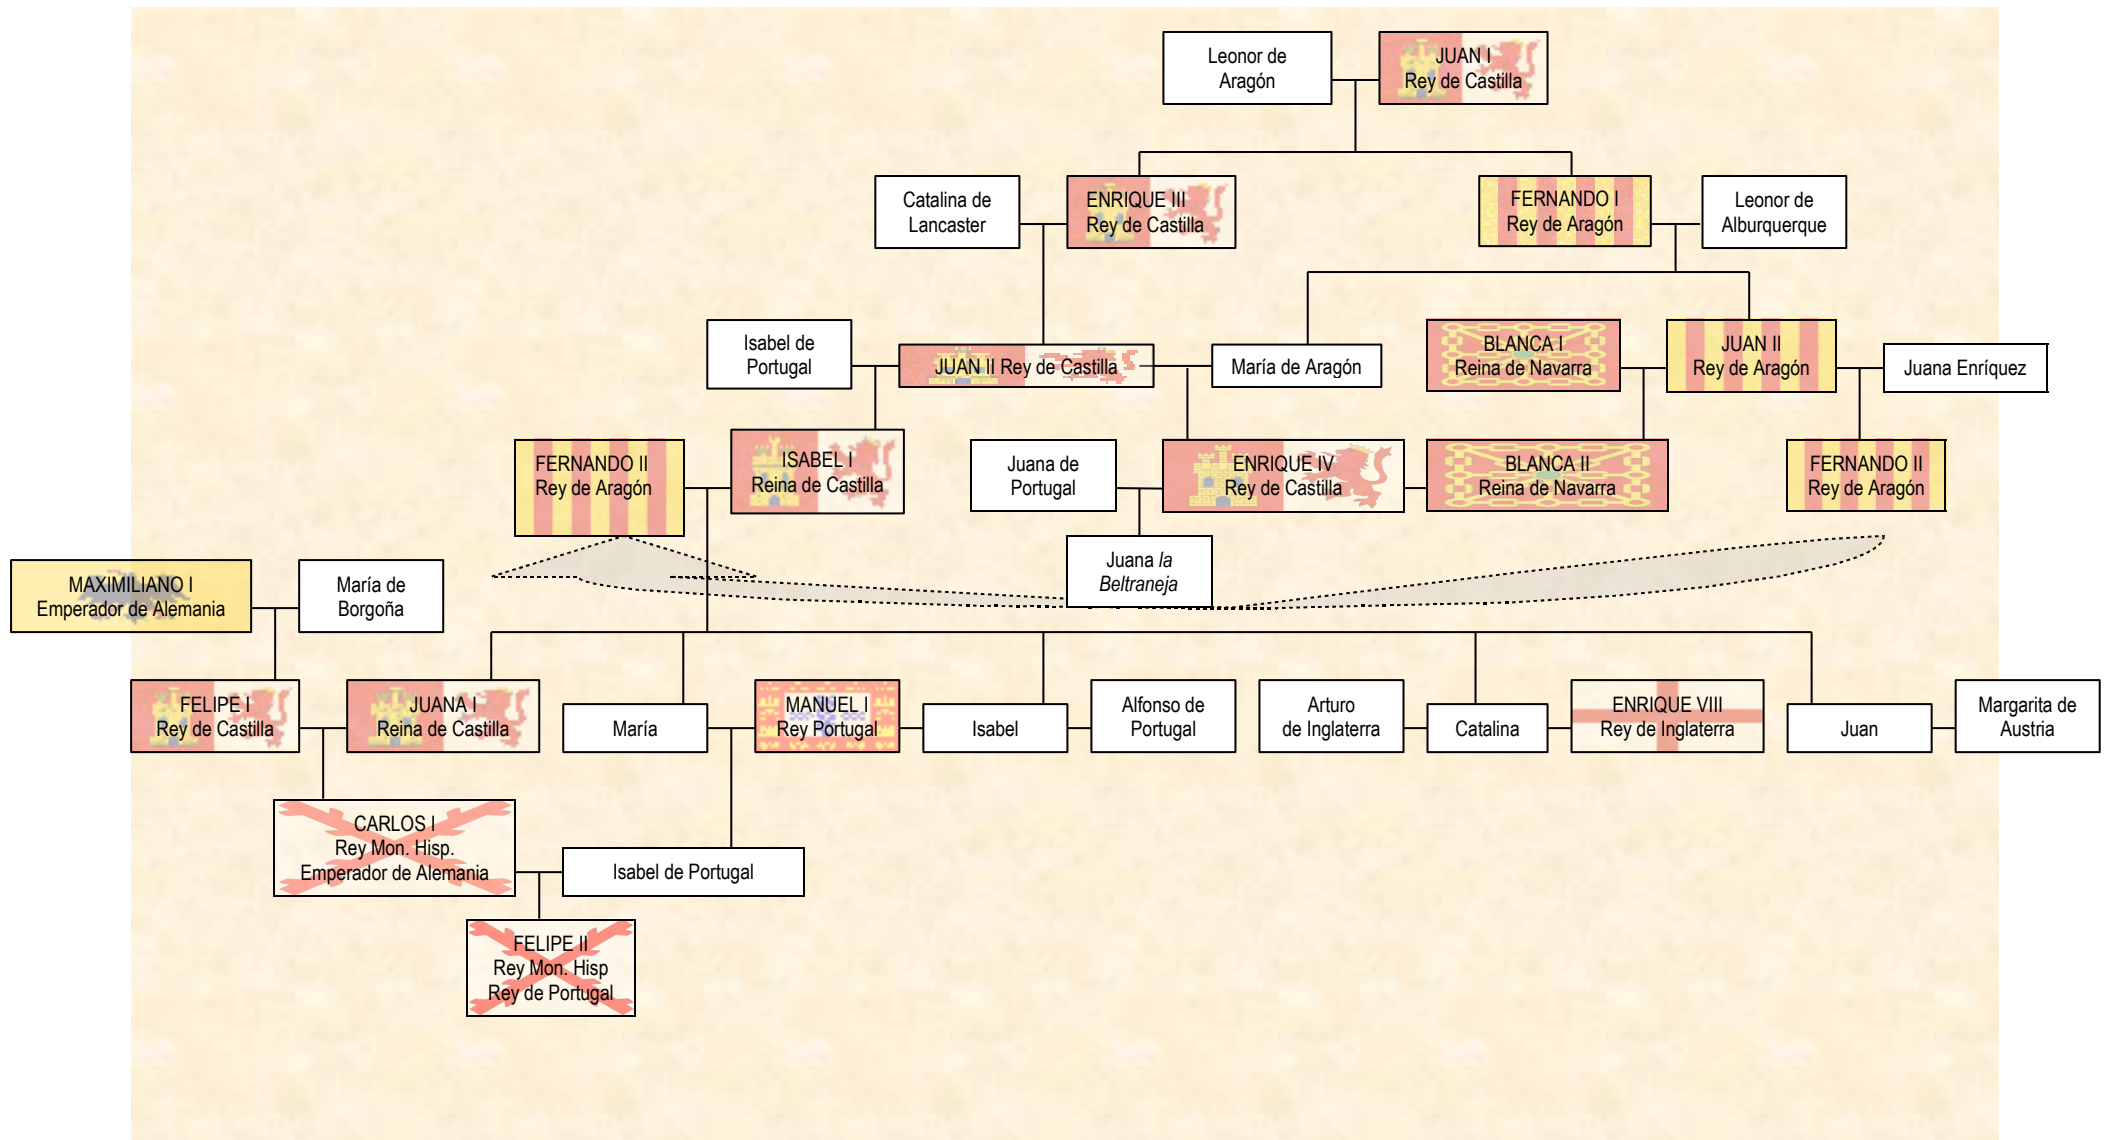 Leonor de
Aragón
JUAN I
Rey de Castilla
Catalina de
Lancaster
ENRIQUE III
Rey de Castilla
FERNANDO I
Rey de Aragón
Leonor de
Alburquerque
Isabel de
Portugal
JUAN II Rey de Castilla
María de Aragón
BLANCA I
Reina de Navarra
JUAN II
Rey de Aragón
Juana Enríquez
FERNANDO II
Rey de Aragón
ISABEL I
Reina de Castilla
Juana de
Portugal
ENRIQUE IV
Rey de Castilla
BLANCA II
Reina de Navarra
FERNANDO II
Rey de Aragón
Juana la
Beltraneja
MAXIMILIANO I
Emperador de Alemania
María de
Borgoña
FELIPE I
Rey de Castilla
JUANA I
Reina de Castilla
María
MANUEL I
Rey Portugal
Isabel
Alfonso de
Portugal
Arturo
de Inglaterra
Catalina
ENRIQUE VIII
Rey de Inglaterra
Juan
Margarita de
Austria
CARLOS I
Rey Mon. Hisp.
Emperador de Alemania
Isabel de Portugal
FELIPE II
Rey Mon. Hisp
Rey de Portugal